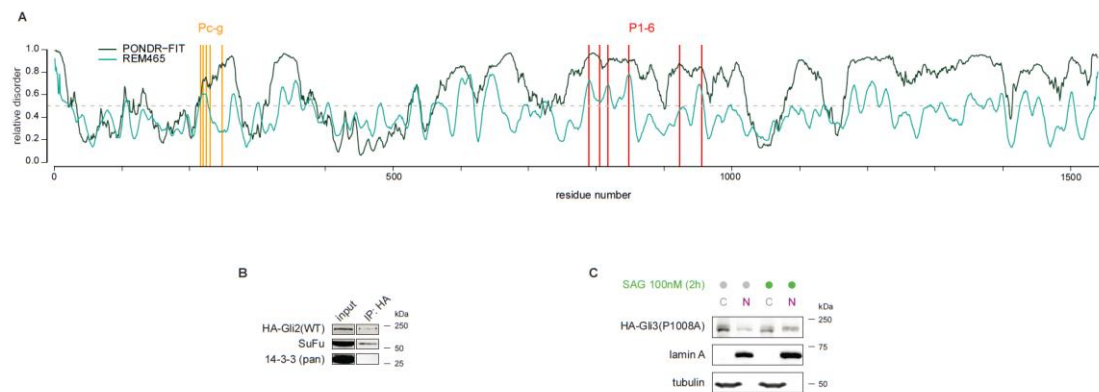 A
Pc-g P1-6
PONDR-FIT
REM465
relative disorder
1.0
0.8
0.6
0.4
0.2
0.0
0 500 1000 1500
residue number
B
input IP: HA
kDa
HA-Gli2(WT) 250
SuFu 50
14-3-3 (pan) 25
C
SAG 100nM (2h)
C N C N kDa
250
HA-Gli3(P1008A)
75
lamin A
tubulin 50